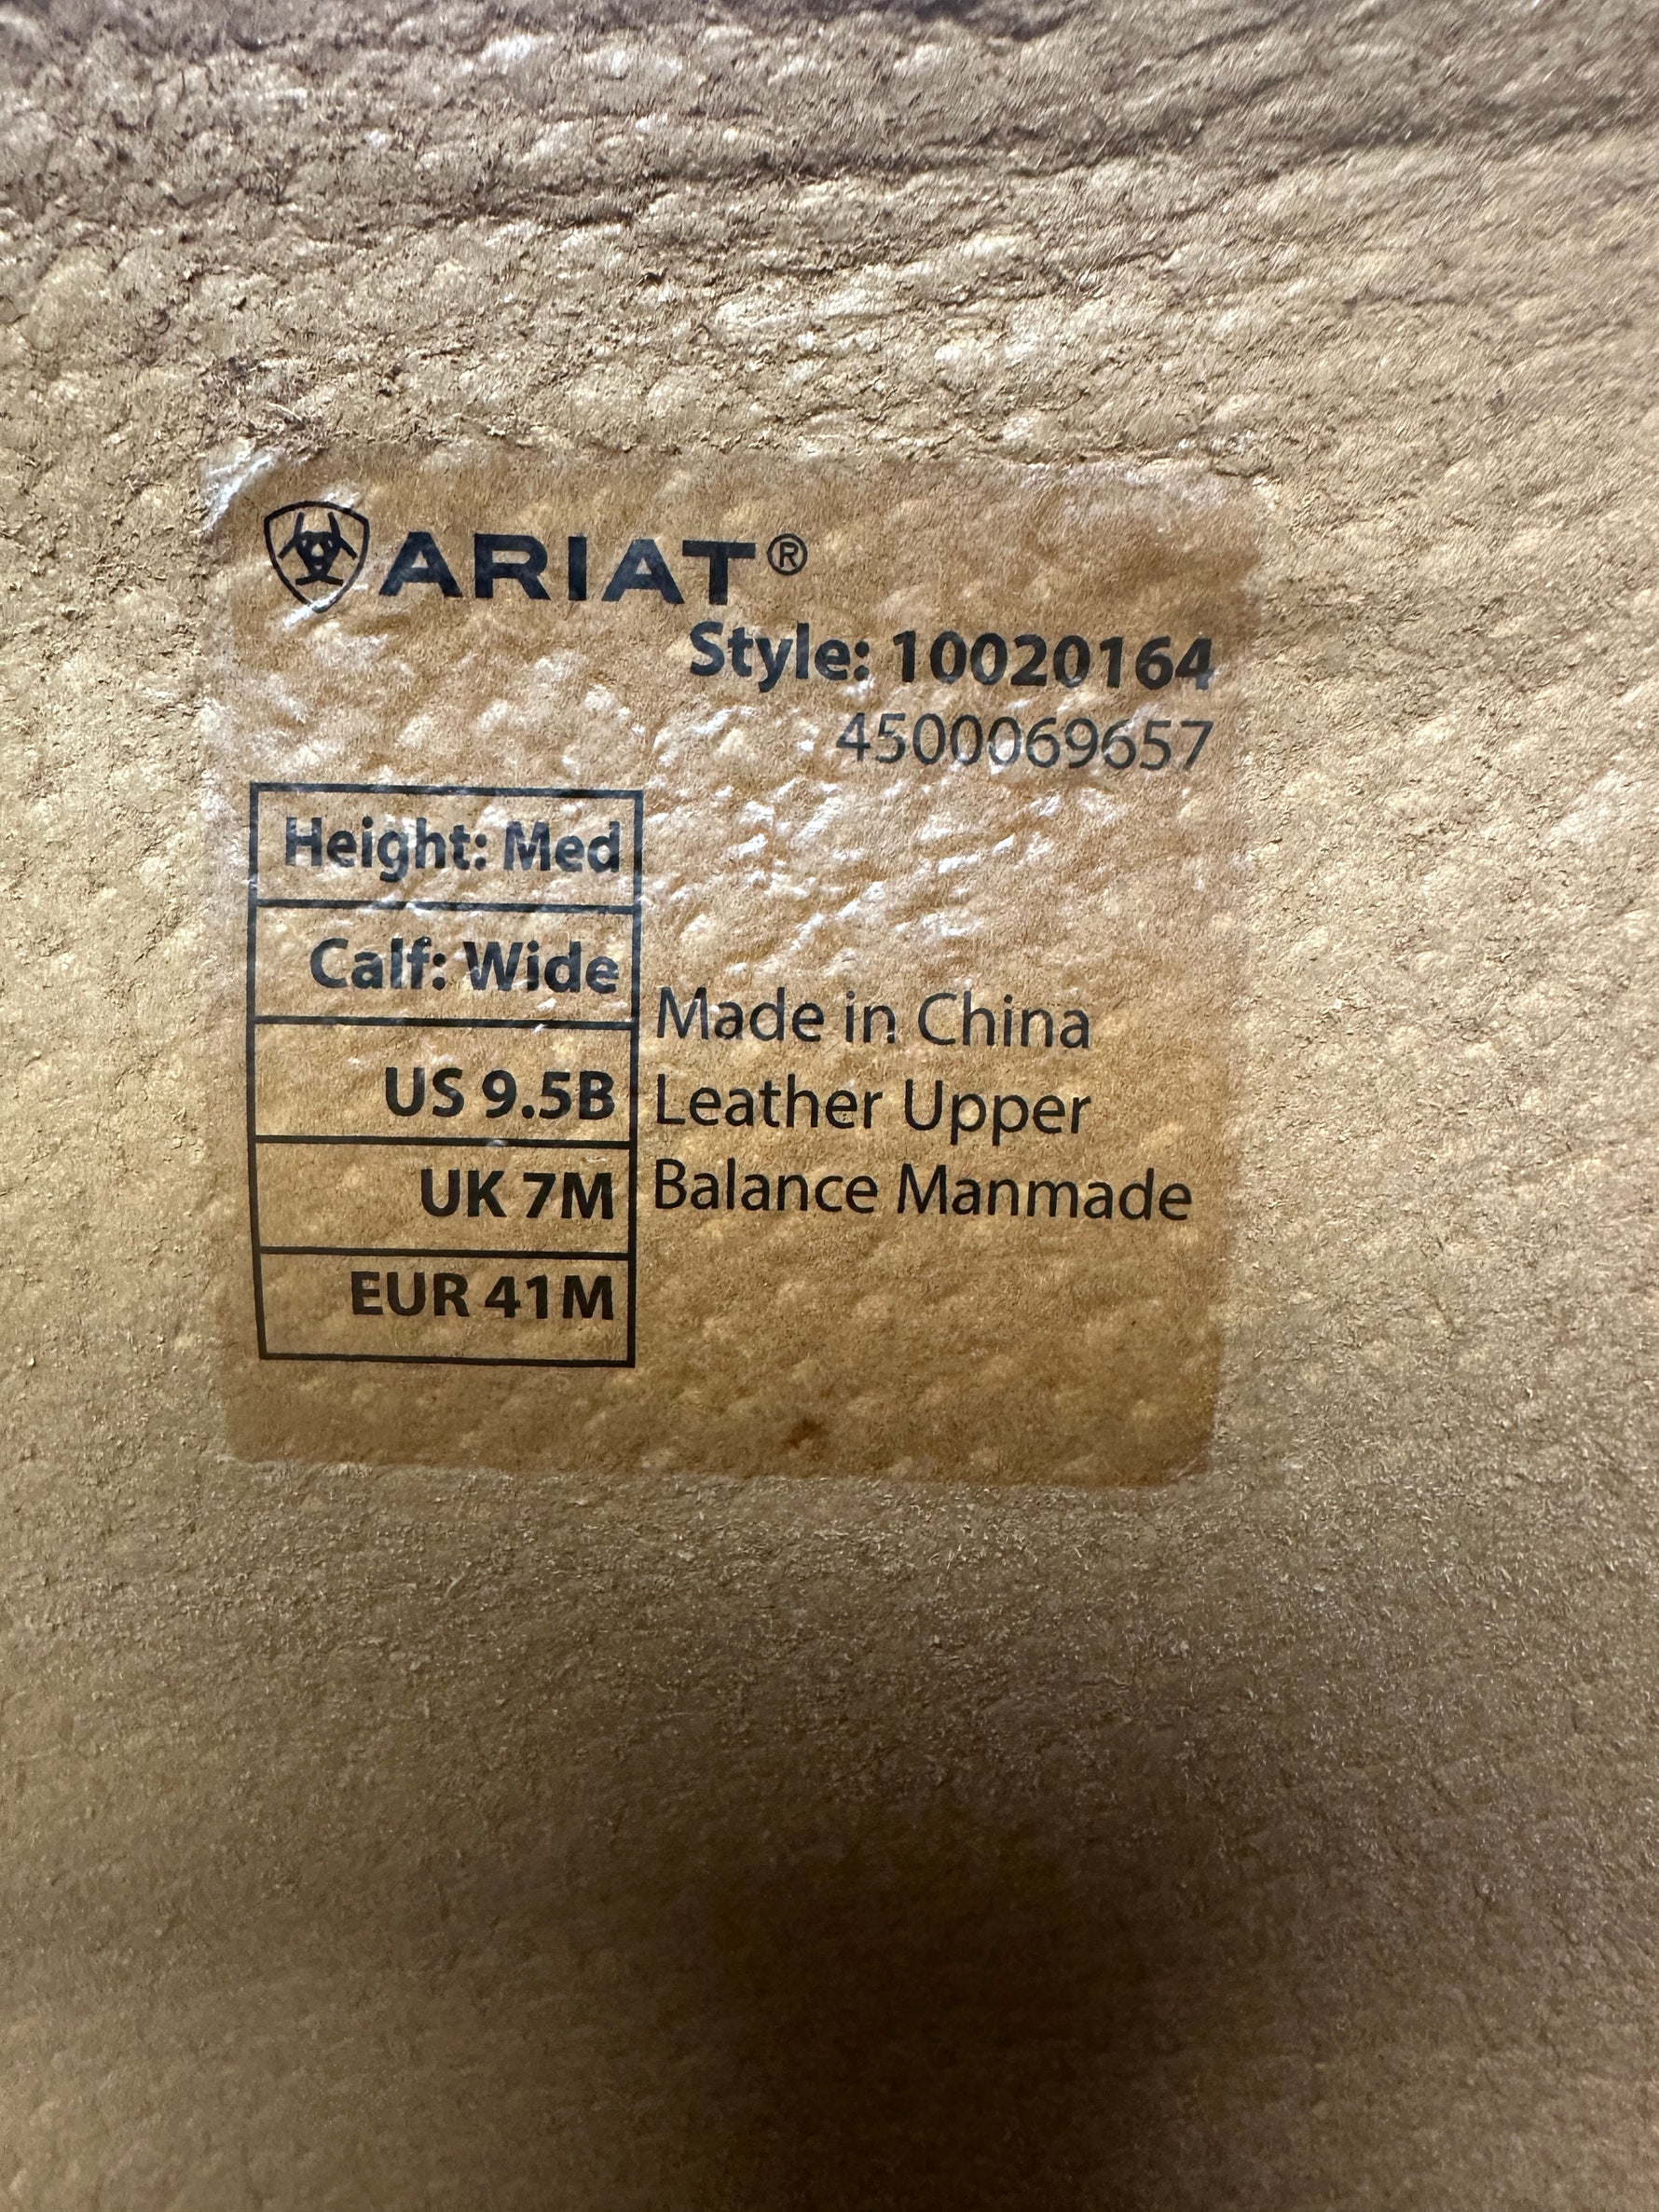 ARIAT®
Style: 10020164
4500069657
Height: Med
Calf: Wide
US 9.5B
UK 7M
EUR 41M
Made in China
Leather Upper
Balance Manmade